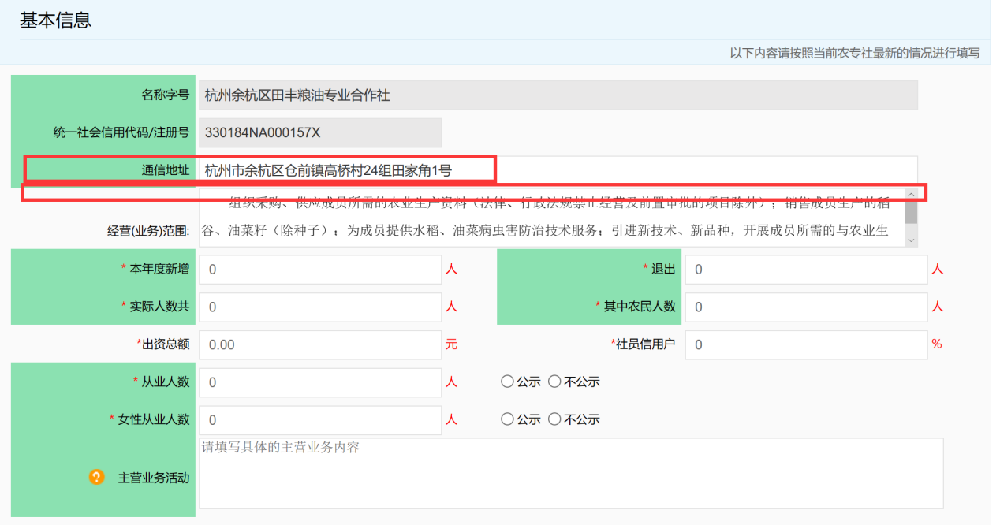 基本信息
以下内容请按照当前农专社最新的情况进行填写
名称字号 杭州余杭区田丰粮油专业合作社
统一社会信用代码/注册号 330184NA000157X
通信地址 杭州市余杭区仓前镇高桥村24组田家角1号
组织采购、供应成员所需的农业生产资料（法律、行政法规禁止经营及前置审批的项目除外）；销售成员生产的稻
经营(业务)范围: 谷、油菜籽（除种子）；为成员提供水稻、油菜病虫害防治技术服务；引进新技术、新品种，开展成员所需的与农业生
* 本年度新增 0 人 * 退出 0 人
* 实际人数共 0 人 * 其中农民人数 0 人
*出资总额 0.00 元 *社员信用户 0 %
* 从业人数 0 人 公示 不公示
* 女性从业人数 0 人 公示 不公示
请填写具体的主营业务内容
? 主营业务活动